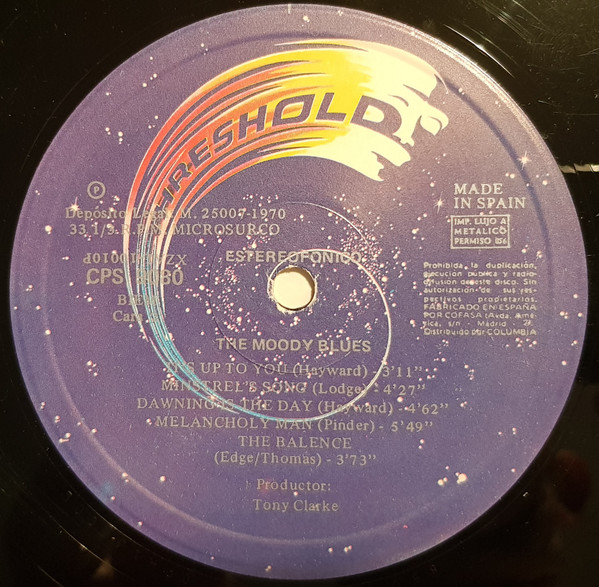 THRESHOLD
℗
MADE
IN SPAIN
IMP. LUJO A
METALICO
PERMISO 156
Depósito Legal, M. 25007-1970
33 1/3 R.P.M. MICROSURCO
ESTEREOFONICO
CPS
Cara
Prohibida la duplicación,
ejecución pública y radio-
difusión de este disco. Sin
autorización de sus res-
pectivos propietarios.
FABRICADO EN ESPAÑA
POR COFASA (Avda. Amé-
rica, s/n - Madrid - 2).
Distribuido por COLUMBIA
THE MOODY BLUES
IT'S UP TO YOU (Hayward) - 3'11"
MINSTREL'S SONG (Lodge) - 4'27"
DAWNING IS THE DAY (Hayward) - 4'62"
MELANCHOLY MAN (Pinder) - 5'49"
THE BALENCE
(Edge/Thomas) - 3'73"
Productor:
Tony Clarke